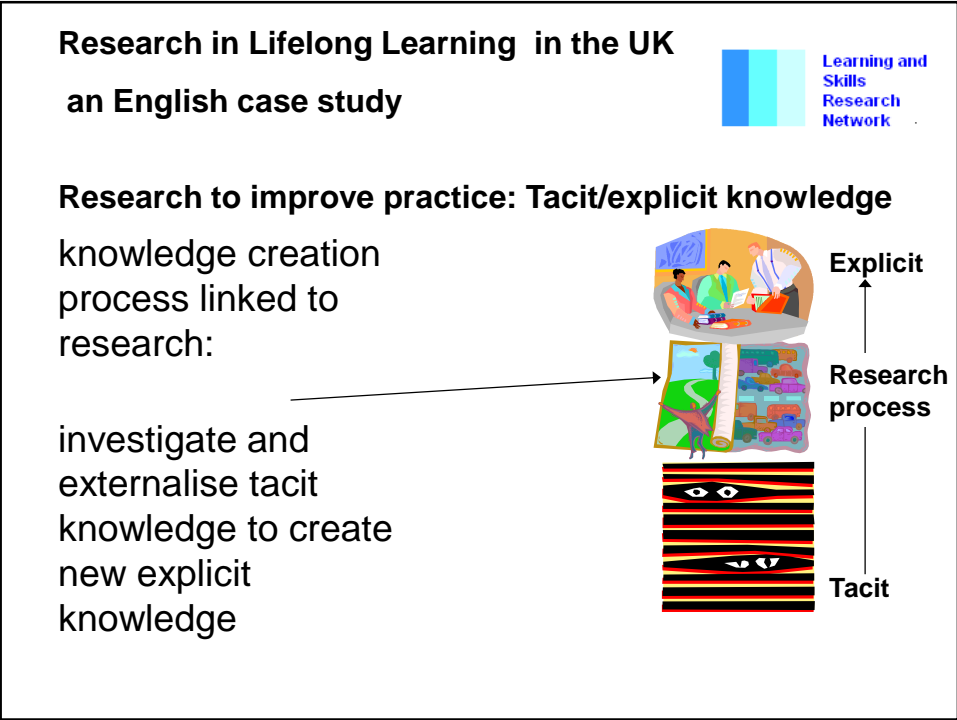 Research in Lifelong Learning in the UK
an English case study
Learning and
Skills
Research
Network .
Research to improve practice: Tacit/explicit knowledge
knowledge creation
process linked to
research:
investigate and
externalise tacit
knowledge to create
new explicit
knowledge
Explicit
Research
process
Tacit